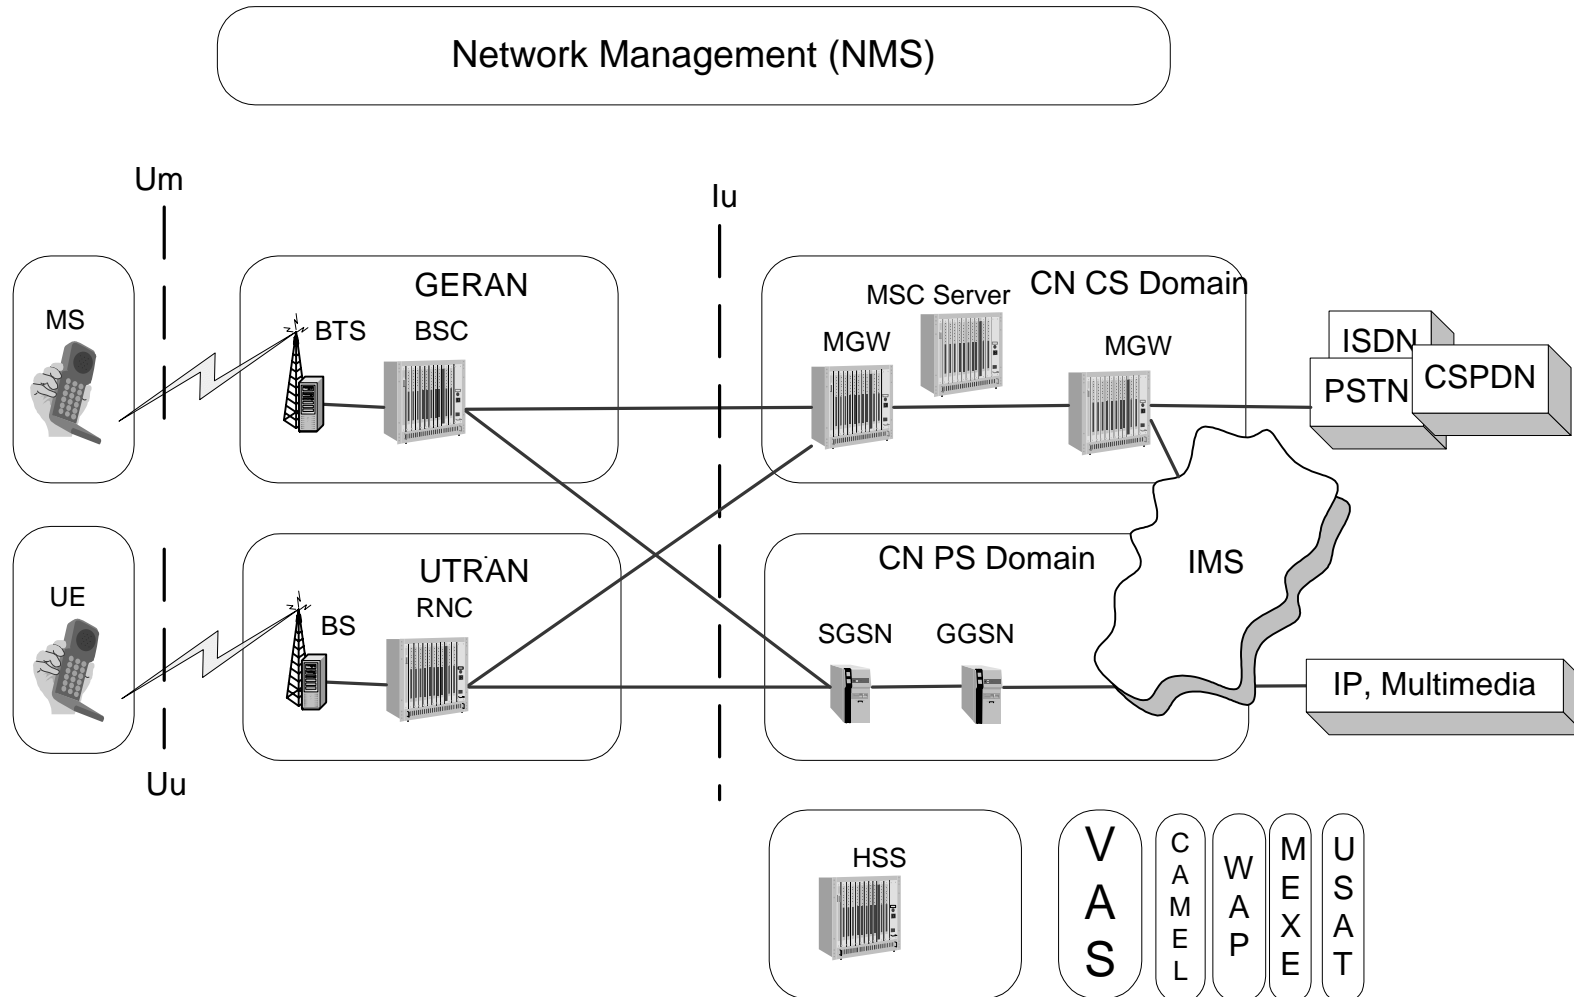 Network Management (NMS)
Um
Iu
GERAN
CN CS Domain
MSC Server
MS
BTS
BSC
MGW
MGW
ISDN
PSTN
CSPDN
UTRAN
CN PS Domain
IMS
UE
BS
RNC
SGSN
GGSN
IP, Multimedia
Uu
HSS
VAS
CAMEL
WAP
MEXE
USAT